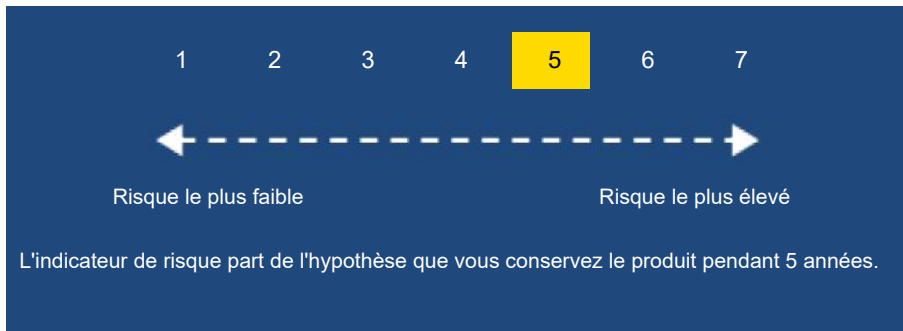 1 2 3 4 5 6 7
Risque le plus faible Risque le plus élevé
L'indicateur de risque part de l'hypothèse que vous conservez le produit pendant 5 années.